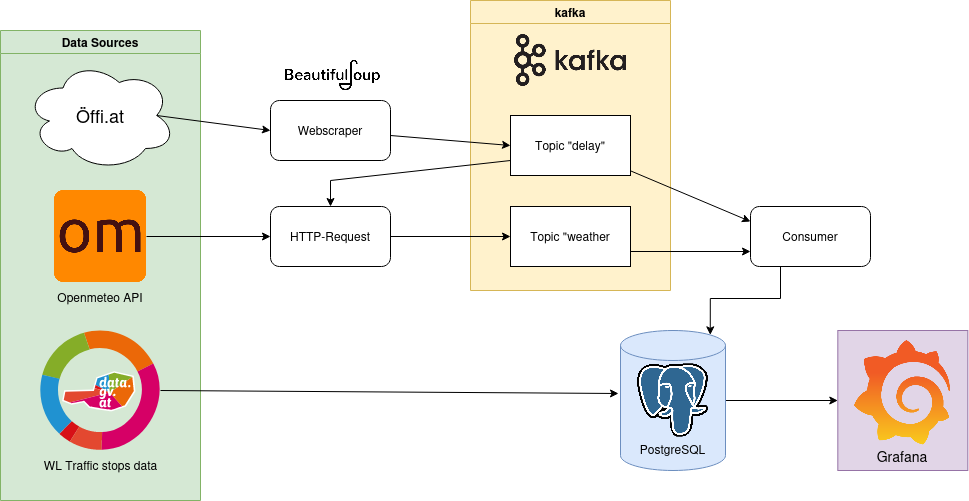 kafka
Data Sources
kafka
BeautifulSoup
Öffi.at
Webscraper
Topic "delay"
om
HTTP-Request
Topic "weather
Consumer
Openmeteo API
data.
gv.
at
PostgreSQL
Grafana
WL Traffic stops data